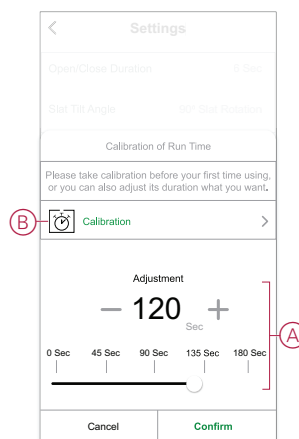 Settings
Open/Close Duration 8 Sec
Slat Tilt Angle 90° Slat Rotation
Calibration of Run Time
Please take calibration before your first time using,
or you can also adjust its duration what you want.
B Calibration
Adjustment
120
Sec
A
0 Sec 45 Sec 90 Sec 135 Sec 180 Sec
Cancel Confirm